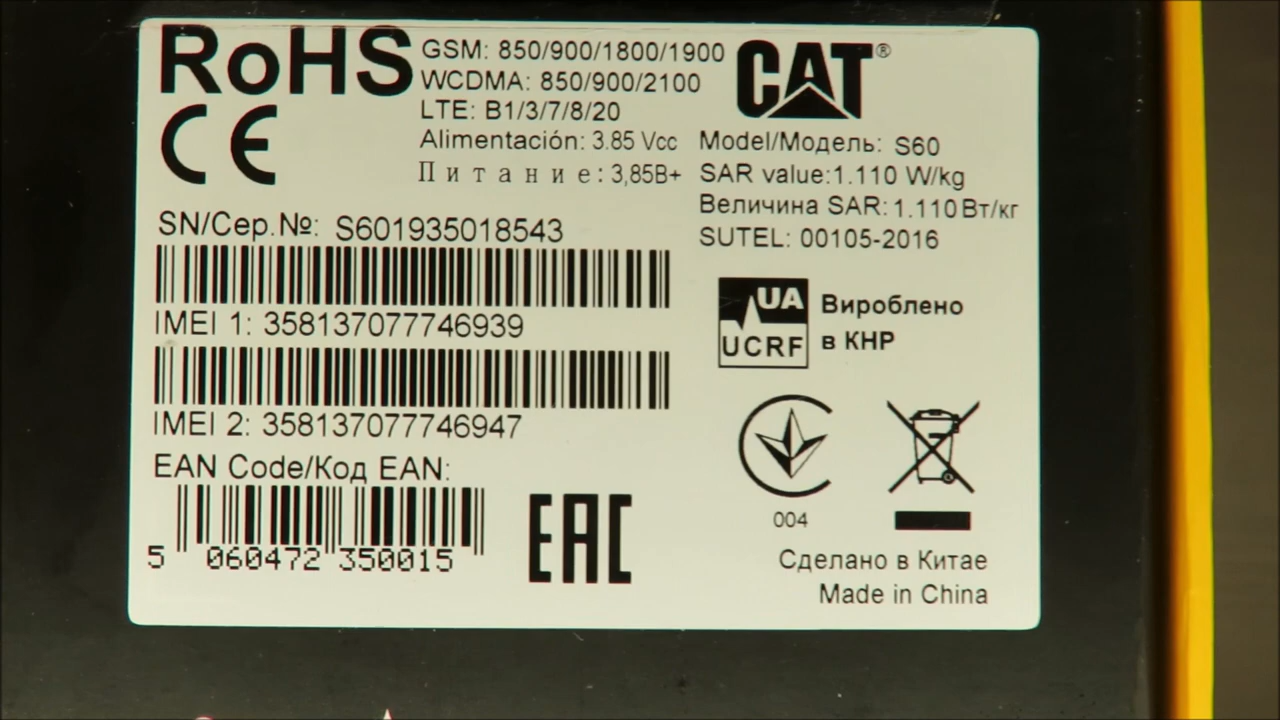 RoHS
CE
GSM: 850/900/1800/1900
WCDMA: 850/900/2100
LTE: B1/3/7/8/20
Alimentación: 3.85 Vcc
Питание: 3,85В+
CAT®
Model/Модель: S60
SAR value:1.110 W/kg
Величина SAR: 1.110 Вт/кг
SUTEL: 00105-2016
SN/Сер.№: S601935018543
IMEI 1: 358137077746939
IMEI 2: 358137077746947
EAN Code/Код EAN:
5 060472 350015
EAC
UA
UCRF
Вироблено
в КНР
004
Сделано в Китае
Made in China